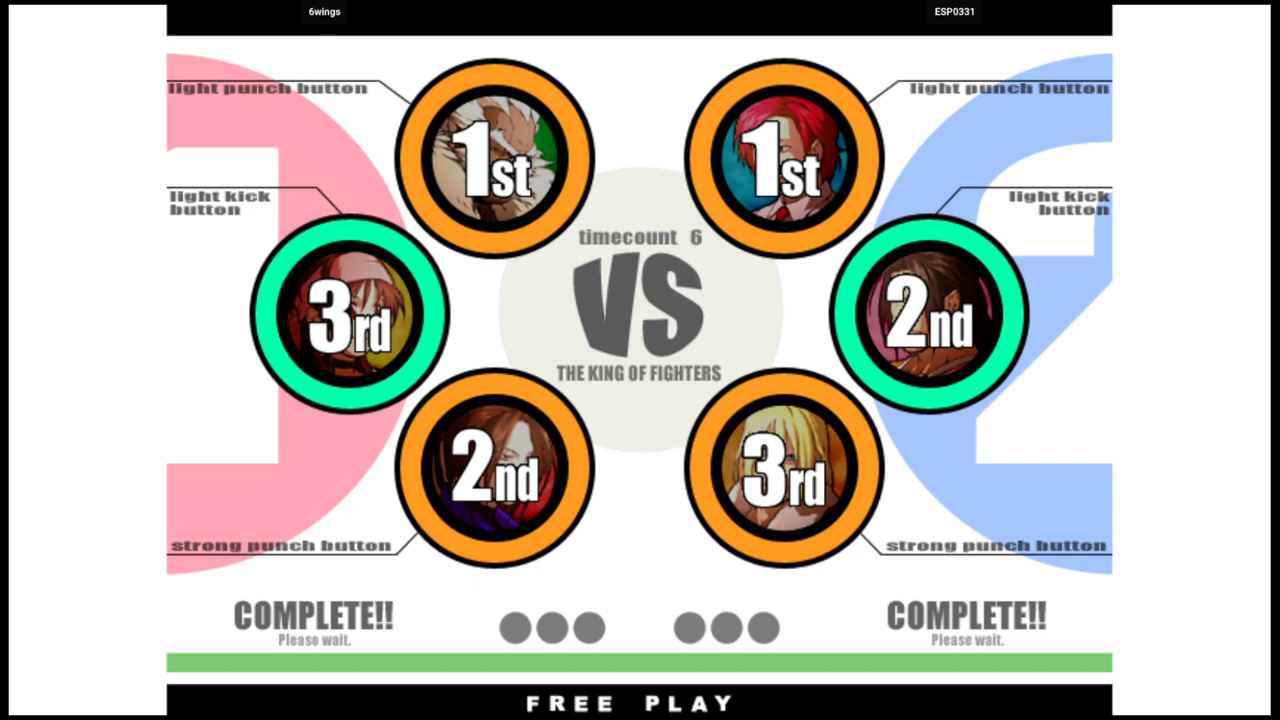 6wings
ESP0331
light punch button
light punch button
1st
1st
light kick
button
light kick
button
timecount 6
VS
THE KING OF FIGHTERS
3rd
2nd
2nd
3rd
strong punch button
strong punch button
COMPLETE!!
Please wait.
COMPLETE!!
Please wait.
FREE PLAY